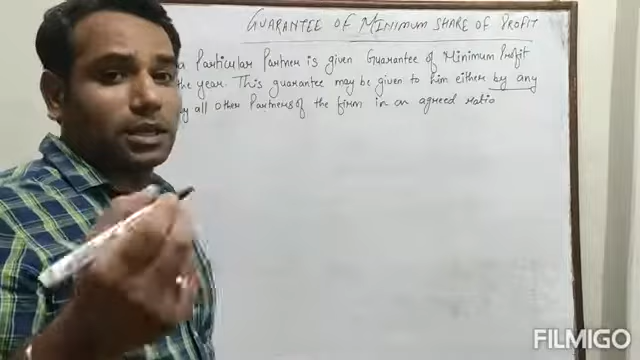 GUARANTEE OF MINIMUM SHARE OF PROFIT
a Particular Partner is given Guarantee of Minimum Profit
the year. This guarantee may be given to him either by any
by all other Partners of the firm in an agreed ratio
FILMIGO